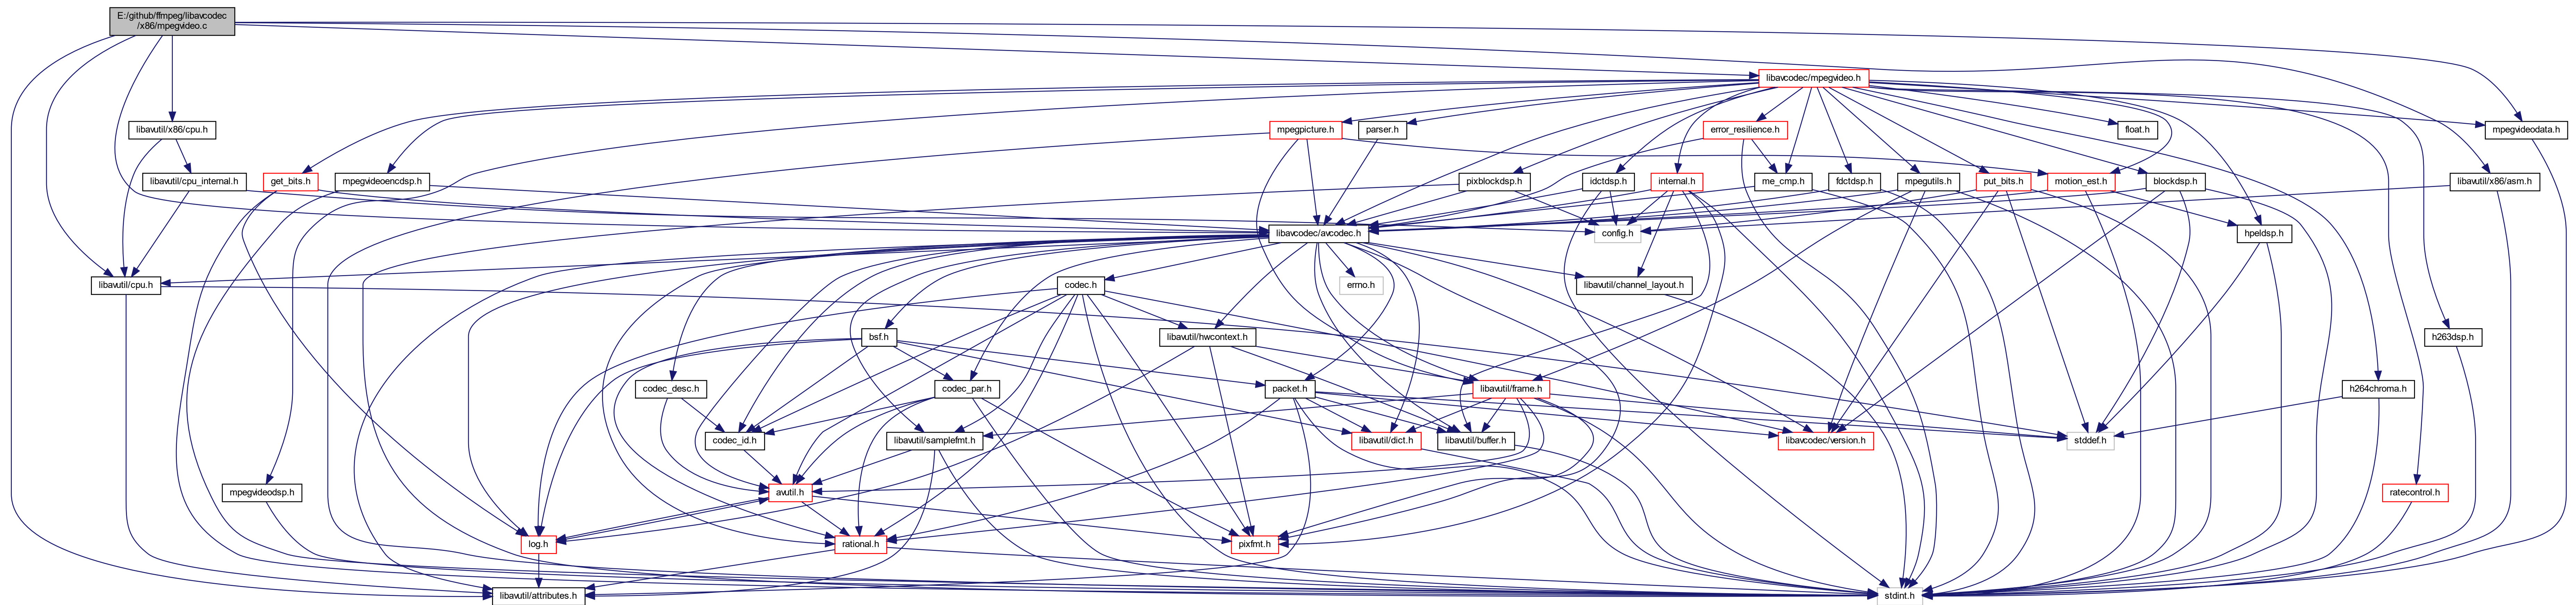 E:/github/ffmpeg/libavcodec
/x86/mpegvideo.c
libavcodec/mpegvideo.h
libavutil/x86/cpu.h
mpegpicture.h
parser.h
error_resilience.h
float.h
mpegvideodata.h
libavutil/cpu_internal.h
get_bits.h
mpegvideoencdsp.h
pixblockdsp.h
idctdsp.h
internal.h
me_cmp.h
fdctdsp.h
mpegutils.h
put_bits.h
motion_est.h
blockdsp.h
libavutil/x86/asm.h
libavcodec/avcodec.h
config.h
hpeldsp.h
libavutil/cpu.h
codec.h
errno.h
libavutil/channel_layout.h
bsf.h
libavutil/hwcontext.h
h263dsp.h
codec_desc.h
codec_par.h
packet.h
libavutil/frame.h
h264chroma.h
codec_id.h
libavutil/samplefmt.h
libavutil/dict.h
libavutil/buffer.h
libavcodec/version.h
stddef.h
mpegvideodsp.h
avutil.h
ratecontrol.h
log.h
rational.h
pixfmt.h
libavutil/attributes.h
stdint.h